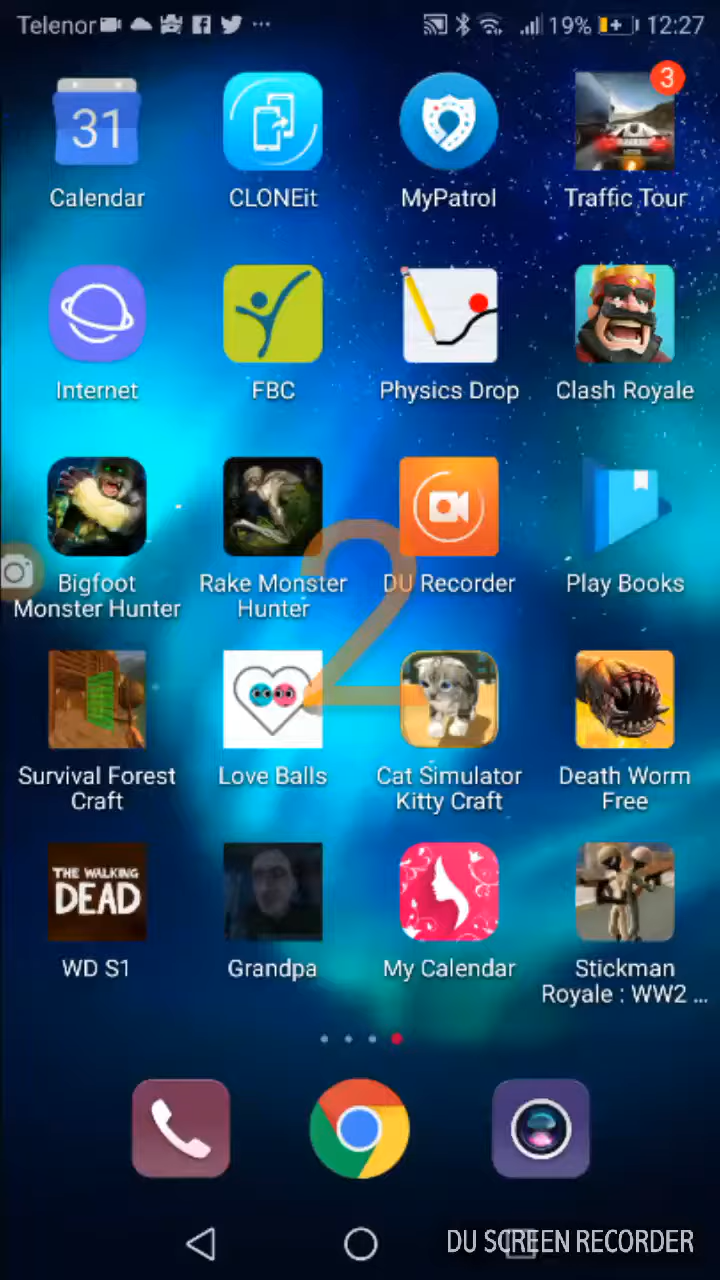 Telenor ... 19% 12:27
3
31
Calendar CLONEit MyPatrol Traffic Tour
Internet FBC Physics Drop Clash Royale
Bigfoot Rake Monster DU Recorder Play Books
Monster Hunter Hunter
2
Survival Forest Love Balls Cat Simulator Death Worm
Craft Kitty Craft Free
THE WALKING
DEAD
WD S1 Grandpa My Calendar Stickman
Royale : WW2 ...
DU SCREEN RECORDER